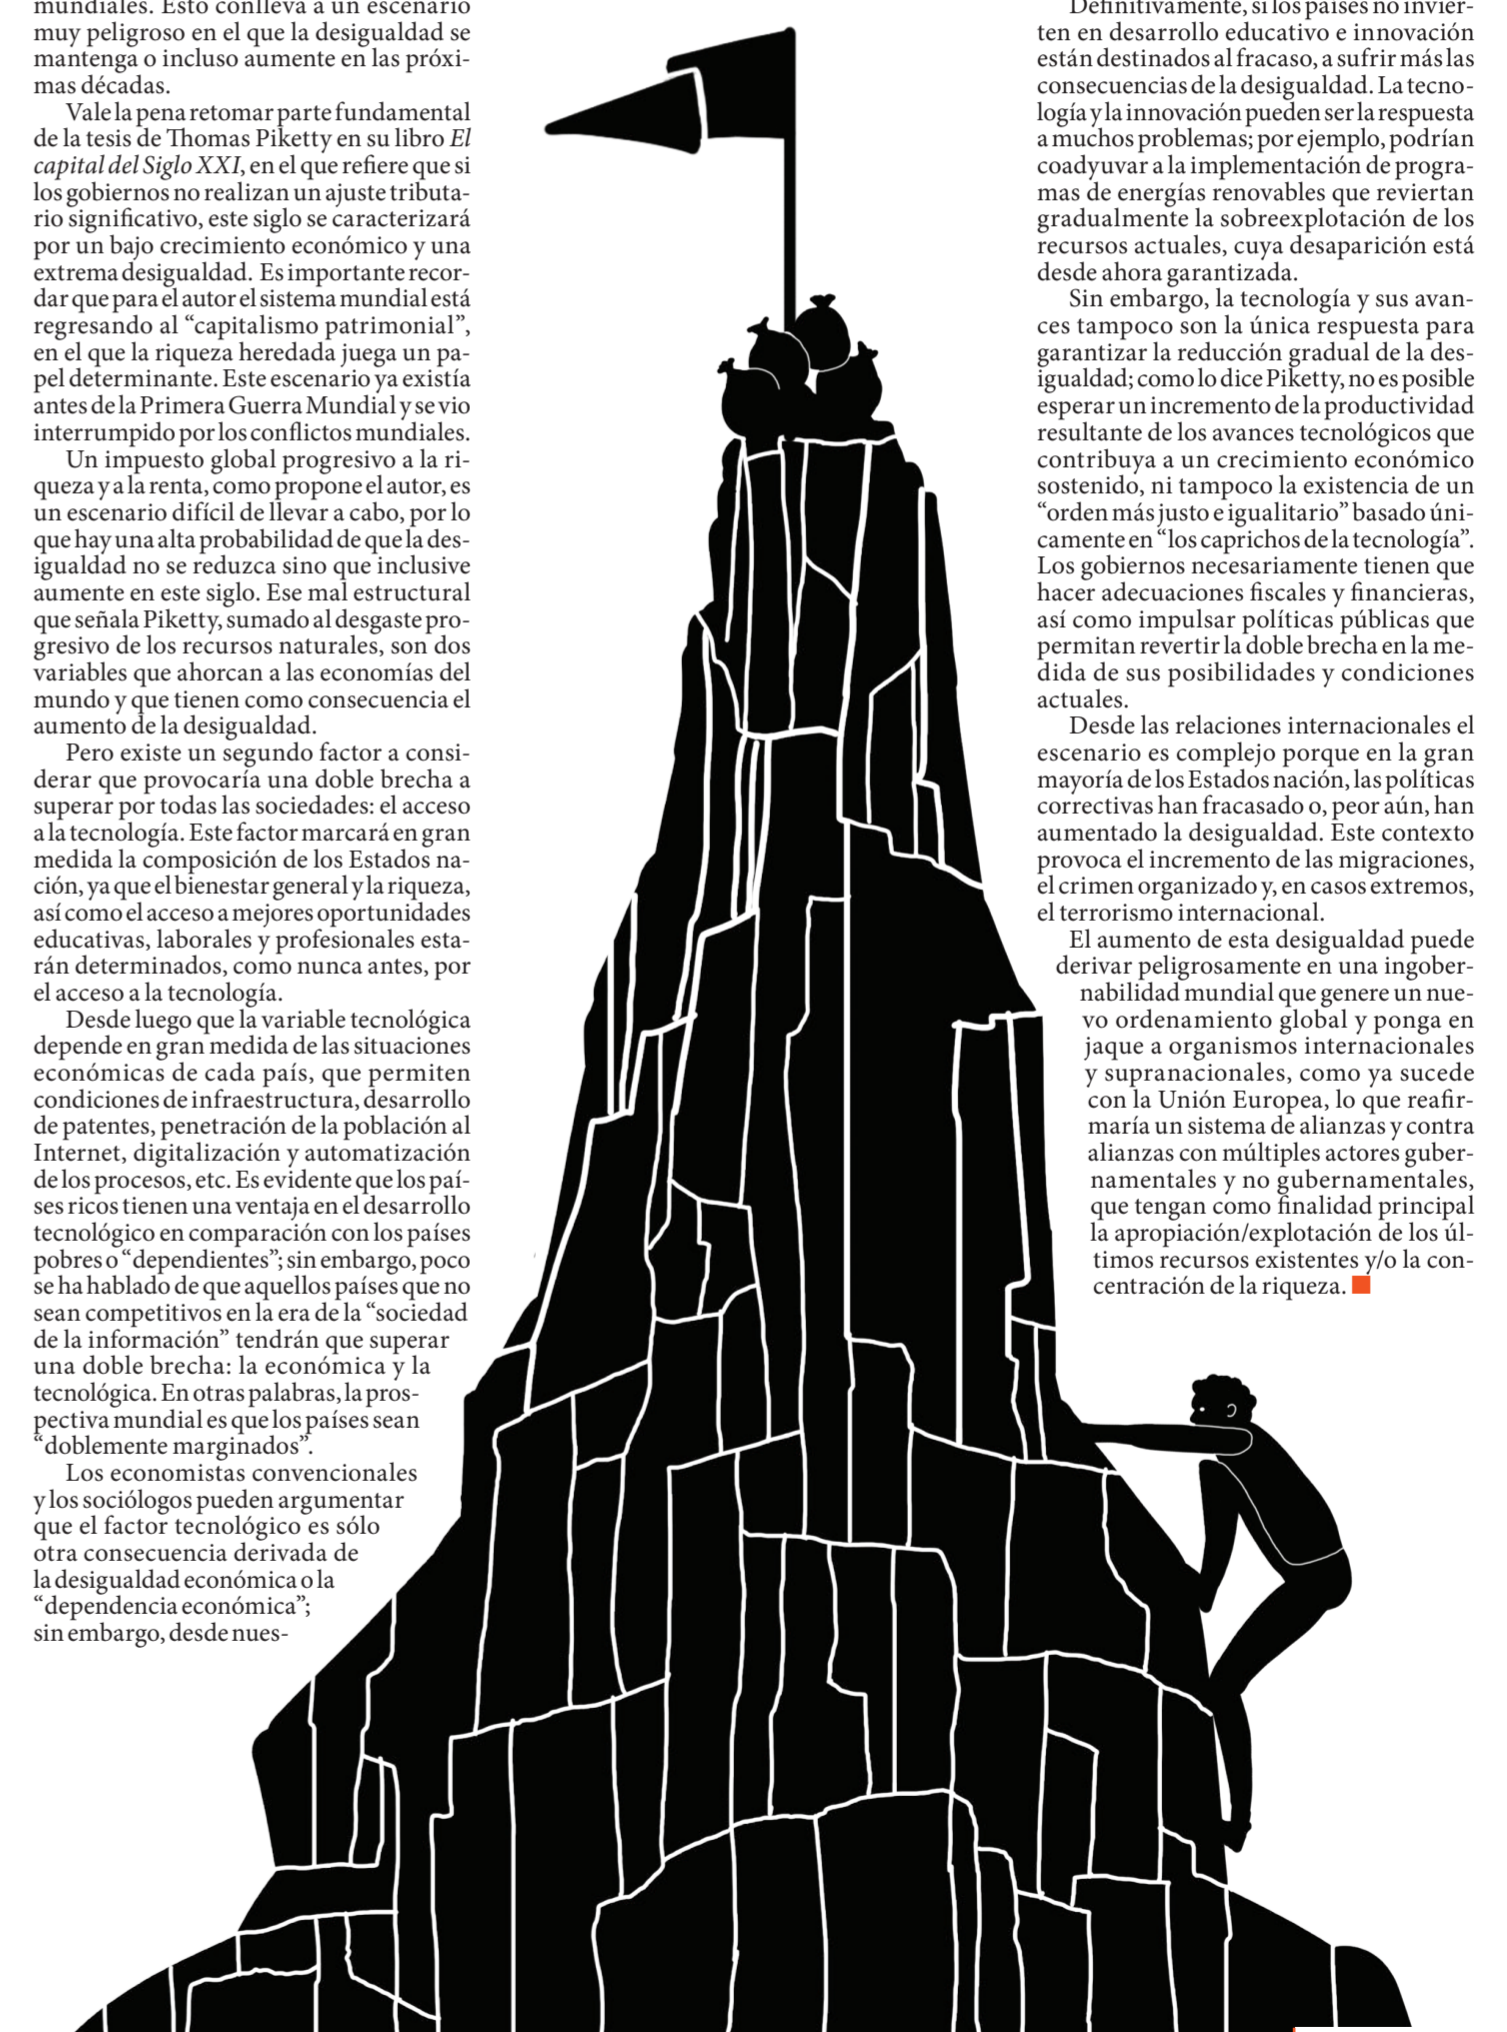 mundiales. Esto conlleva a un escenario
muy peligroso en el que la desigualdad se
mantenga o incluso aumente en las próxi-
mas décadas.
Vale la pena retomar parte fundamental
de la tesis de Thomas Piketty en su libro El
capital del Siglo XXI, en el que refiere que si
los gobiernos no realizan un ajuste tributa-
rio significativo, este siglo se caracterizará
por un bajo crecimiento económico y una
extrema desigualdad. Es importante recor-
dar que para el autor el sistema mundial está
regresando al “capitalismo patrimonial”,
en el que la riqueza heredada juega un pa-
pel determinante. Este escenario ya existía
antes de la Primera Guerra Mundial y se vio
interrumpido por los conflictos mundiales.
Un impuesto global progresivo a la ri-
queza y a la renta, como propone el autor, es
un escenario difícil de llevar a cabo, por lo
que hay una alta probabilidad de que la des-
igualdad no se reduzca sino que inclusive
aumente en este siglo. Ese mal estructural
que señala Piketty, sumado al desgaste pro-
gresivo de los recursos naturales, son dos
variables que ahorcan a las economías del
mundo y que tienen como consecuencia el
aumento de la desigualdad.
Pero existe un segundo factor a consi-
derar que provocaría una doble brecha a
superar por todas las sociedades: el acceso
a la tecnología. Este factor marcará en gran
medida la composición de los Estados na-
ción, ya que el bienestar general y la riqueza,
así como el acceso a mejores oportunidades
educativas, laborales y profesionales esta-
rán determinados, como nunca antes, por
el acceso a la tecnología.
Desde luego que la variable tecnológica
depende en gran medida de las situaciones
económicas de cada país, que permiten
condiciones de infraestructura, desarrollo
de patentes, penetración de la población al
Internet, digitalización y automatización
de los procesos, etc. Es evidente que los paí-
ses ricos tienen una ventaja en el desarrollo
tecnológico en comparación con los países
pobres o “dependientes”; sin embargo, poco
se ha hablado de que aquellos países que no
sean competitivos en la era de la “sociedad
de la información” tendrán que superar
una doble brecha: la económica y la
tecnológica. En otras palabras, la pros-
pectiva mundial es que los países sean
“doblemente marginados”.
Los economistas convencionales
y los sociólogos pueden argumentar
que el factor tecnológico es sólo
otra consecuencia derivada de
la desigualdad económica o la
“dependencia económica”;
sin embargo, desde nues-
Definitivamente, si los países no invier-
ten en desarrollo educativo e innovación
están destinados al fracaso, a sufrir más las
consecuencias de la desigualdad. La tecno-
logía y la innovación pueden ser la respuesta
a muchos problemas; por ejemplo, podrían
coadyuvar a la implementación de progra-
mas de energías renovables que reviertan
gradualmente la sobreexplotación de los
recursos actuales, cuya desaparición está
desde ahora garantizada.
Sin embargo, la tecnología y sus avan-
ces tampoco son la única respuesta para
garantizar la reducción gradual de la des-
igualdad; como lo dice Piketty, no es posible
esperar un incremento de la productividad
resultante de los avances tecnológicos que
contribuya a un crecimiento económico
sostenido, ni tampoco la existencia de un
“orden más justo e igualitario” basado úni-
camente en “los caprichos de la tecnología”.
Los gobiernos necesariamente tienen que
hacer adecuaciones fiscales y financieras,
así como impulsar políticas públicas que
permitan revertir la doble brecha en la me-
dida de sus posibilidades y condiciones
actuales.
Desde las relaciones internacionales el
escenario es complejo porque en la gran
mayoría de los Estados nación, las políticas
correctivas han fracasado o, peor aún, han
aumentado la desigualdad. Este contexto
provoca el incremento de las migraciones,
el crimen organizado y, en casos extremos,
el terrorismo internacional.
El aumento de esta desigualdad puede
derivar peligrosamente en una ingober-
nabilidad mundial que genere un nue-
vo ordenamiento global y ponga en
jaque a organismos internacionales
y supranacionales, como ya sucede
con la Unión Europea, lo que reafir-
maría un sistema de alianzas y contra
alianzas con múltiples actores guber-
namentales y no gubernamentales,
que tengan como finalidad principal
la apropiación/explotación de los úl-
timos recursos existentes y/o la con-
centración de la riqueza.